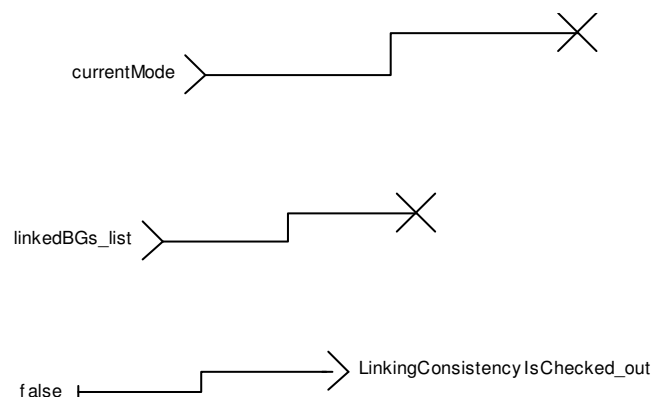 currentMode
linkedBGs_list
LinkingConsistencyIsChecked_out
false